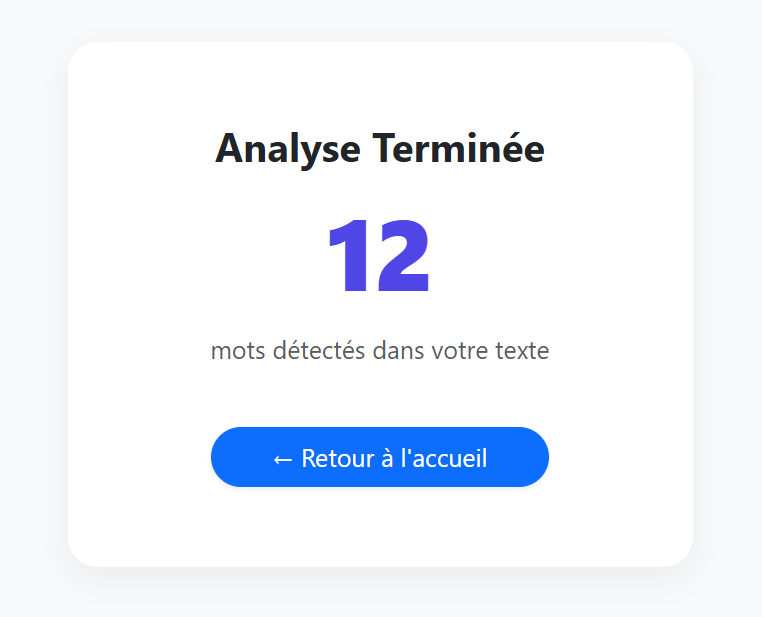 Analyse Terminée
12
mots détectés dans votre texte
← Retour à l'accueil